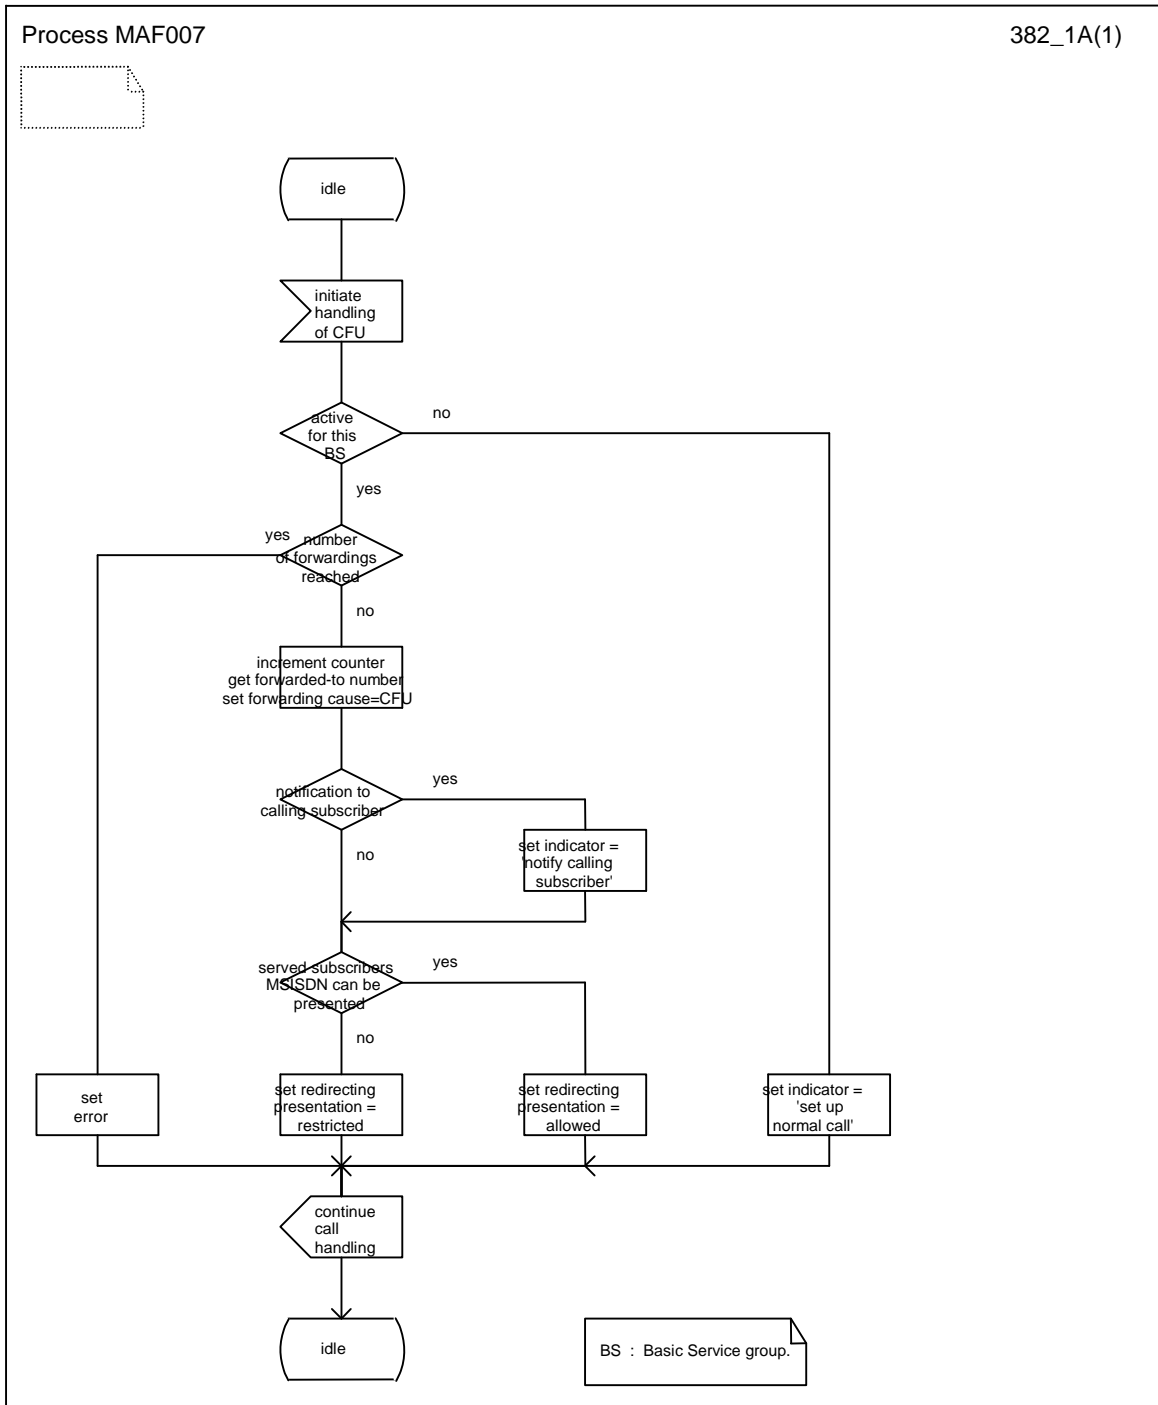 Process MAF007
382_1A(1)
idle
initiate
handling
of CFU
active
for this
BS
no
yes
yes
number
of forwardings
reached
no
increment counter
get forwarded-to number
set forwarding cause=CFU
notification to
calling subscriber
yes
no
set indicator =
'notify calling
subscriber'
served subscribers
MSISDN can be
presented
yes
no
set
error
set redirecting
presentation =
restricted
set redirecting
presentation =
allowed
set indicator =
'set up
normal call'
continue
call
handling
idle
BS : Basic Service group.